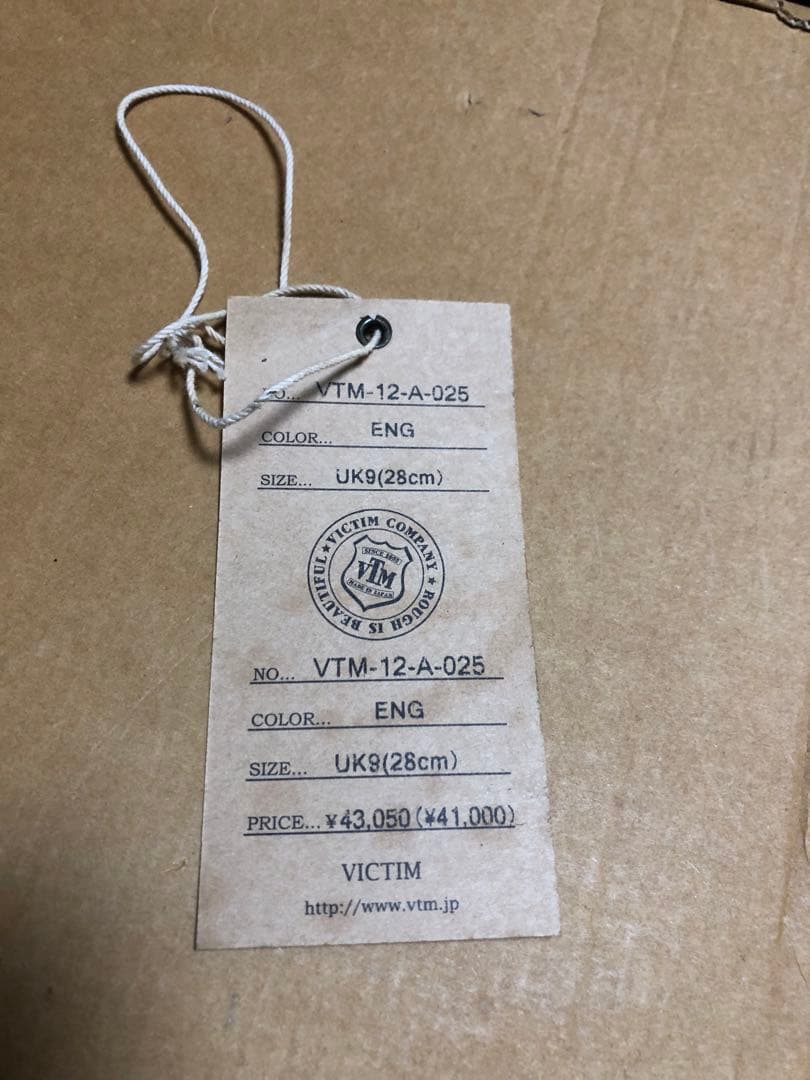 NO... VTM-12-A-025
COLOR... ENG
SIZE... UK9(28cm)
★ VICTIM COMPANY ★ ROUGH IS BEAUTIFUL
SINCE
VTM
MADE IN JAPAN
NO... VTM-12-A-025
COLOR... ENG
SIZE... UK9(28cm)
PRICE... ¥43,050(¥41,000)
VICTIM
http://www.vtm.jp